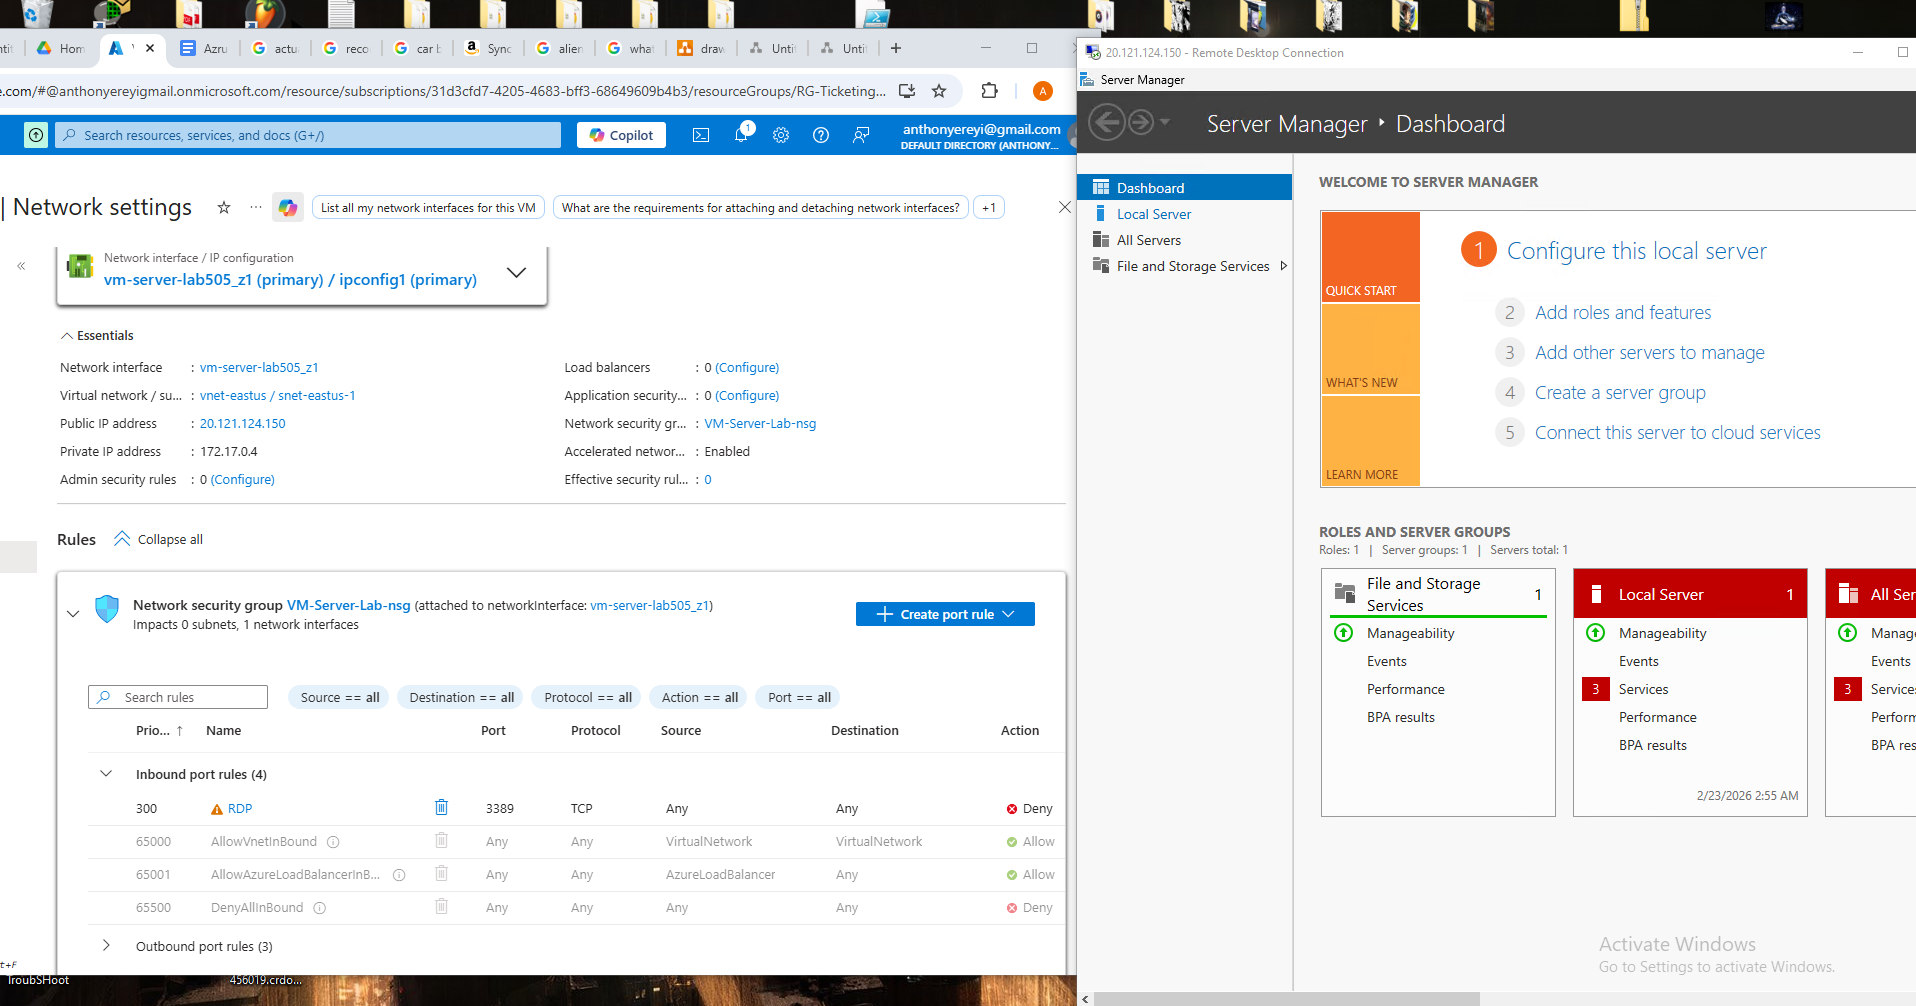 Hom
Azru
actu
reco
car b
Sync
alien
what
draw
Unti
Unti
e.com/#@anthonyereyigmail.onmicrosoft.com/resource/subscriptions/31d3cfd7-4205-4683-bff3-68649609b4b3/resourceGroups/RG-Ticketing...
A
Search resources, services, and docs (G+/)
Copilot
1
anthonyereyi@gmail.com
DEFAULT DIRECTORY (ANTHONY...
| Network settings
...
List all my network interfaces for this VM
What are the requirements for attaching and detaching network interfaces?
+1
Network interface / IP configuration
vm-server-lab505_z1 (primary) / ipconfig1 (primary)
Essentials
Network interface : vm-server-lab505_z1
Virtual network / su... : vnet-eastus / snet-eastus-1
Public IP address : 20.121.124.150
Private IP address : 172.17.0.4
Admin security rules : 0 (Configure)
Load balancers : 0 (Configure)
Application security... : 0 (Configure)
Network security gr... : VM-Server-Lab-nsg
Accelerated networ... : Enabled
Effective security rul... : 0
Rules
Collapse all
Network security group VM-Server-Lab-nsg (attached to networkInterface: vm-server-lab505_z1)
Impacts 0 subnets, 1 network interfaces
Create port rule
Search rules
Source == all
Destination == all
Protocol == all
Action == all
Port == all
Prio... ↑ Name Port Protocol Source Destination Action
Inbound port rules (4)
300 RDP 3389 TCP Any Any Deny
65000 AllowVnetInBound Any Any VirtualNetwork VirtualNetwork Allow
65001 AllowAzureLoadBalancerInB... Any Any AzureLoadBalancer Any Allow
65500 DenyAllInBound Any Any Any Any Deny
Outbound port rules (3)
t+F
TroubSHoot
456019.crdo...
20.121.124.150 - Remote Desktop Connection
Server Manager
Server Manager ‣ Dashboard
Dashboard
Local Server
All Servers
File and Storage Services
WELCOME TO SERVER MANAGER
QUICK START
WHAT'S NEW
LEARN MORE
1 Configure this local server
2 Add roles and features
3 Add other servers to manage
4 Create a server group
5 Connect this server to cloud services
ROLES AND SERVER GROUPS
Roles: 1 | Server groups: 1 | Servers total: 1
File and Storage Services 1
Manageability
Events
Performance
BPA results
Local Server 1
Manageability
Events
3 Services
Performance
BPA results
2/23/2026 2:55 AM
All Ser
Manag
Events
3 Service
Perforn
BPA res
Activate Windows
Go to Settings to activate Windows.